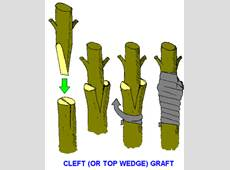 CLEFT (OR TOP WEDGE) GRAFT